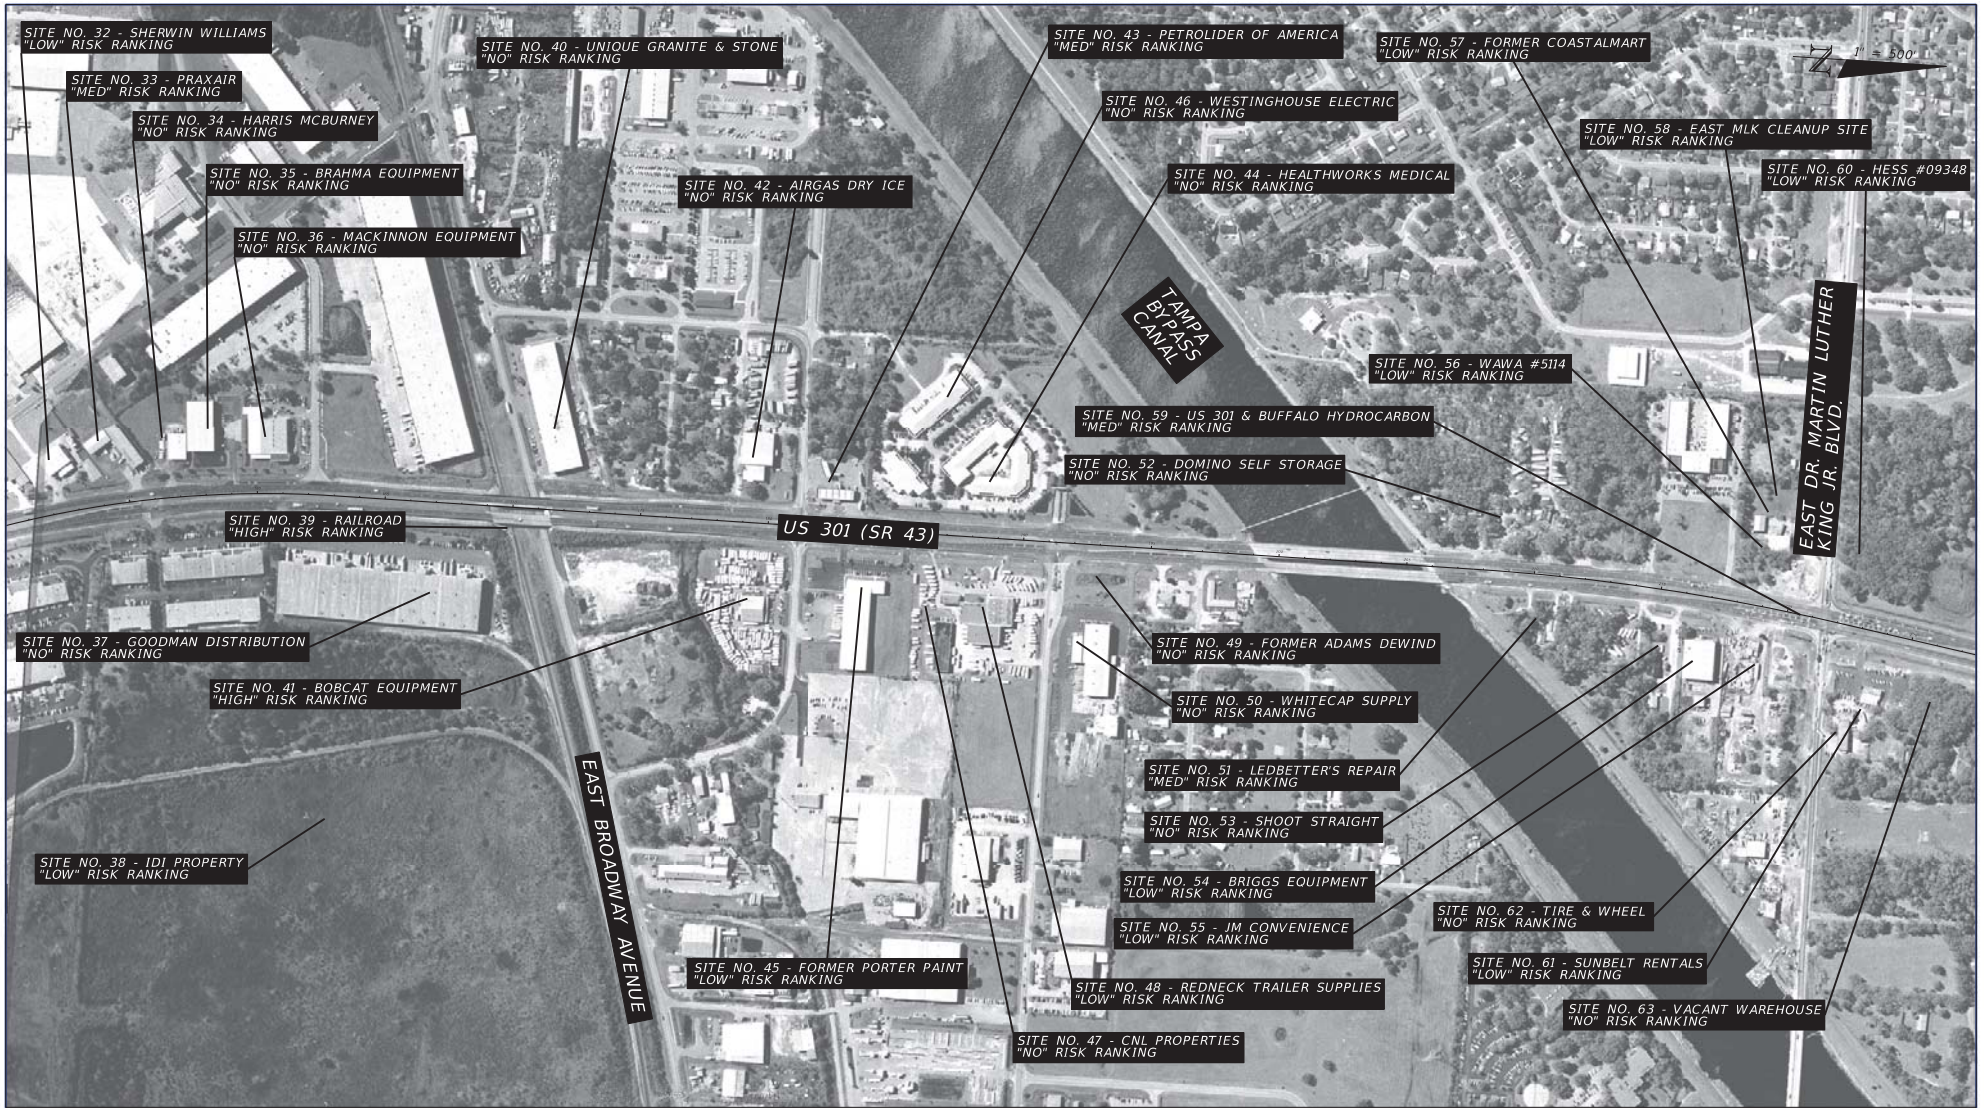 SITE NO. 32 - SHERWIN WILLIAMS
"LOW" RISK RANKING
SITE NO. 33 - PRAXAIR
"MED" RISK RANKING
SITE NO. 34 - HARRIS MCBURNEY
"NO" RISK RANKING
SITE NO. 35 - BRAHMA EQUIPMENT
"NO" RISK RANKING
SITE NO. 36 - MACKINNON EQUIPMENT
"NO" RISK RANKING
SITE NO. 40 - UNIQUE GRANITE & STONE
"NO" RISK RANKING
SITE NO. 42 - AIRGAS DRY ICE
"NO" RISK RANKING
SITE NO. 43 - PETROLIDER OF AMERICA
"MED" RISK RANKING
SITE NO. 46 - WESTINGHOUSE ELECTRIC
"NO" RISK RANKING
SITE NO. 44 - HEALTHWORKS MEDICAL
"NO" RISK RANKING
SITE NO. 57 - FORMER COASTALMART
"LOW" RISK RANKING
N
1" = 500'
SITE NO. 58 - EAST MLK CLEANUP SITE
"LOW" RISK RANKING
SITE NO. 60 - HESS #09348
"LOW" RISK RANKING
TAMPA
BYPASS
CANAL
EAST DR. MARTIN LUTHER
KING JR. BLVD.
SITE NO. 56 - WAWA #5114
"LOW" RISK RANKING
SITE NO. 59 - US 301 & BUFFALO HYDROCARBON
"MED" RISK RANKING
SITE NO. 52 - DOMINO SELF STORAGE
"NO" RISK RANKING
SITE NO. 39 - RAILROAD
"HIGH" RISK RANKING
US 301 (SR 43)
SITE NO. 37 - GOODMAN DISTRIBUTION
"NO" RISK RANKING
SITE NO. 41 - BOBCAT EQUIPMENT
"HIGH" RISK RANKING
SITE NO. 49 - FORMER ADAMS DEWIND
"NO" RISK RANKING
SITE NO. 50 - WHITECAP SUPPLY
"NO" RISK RANKING
SITE NO. 51 - LEDBETTER'S REPAIR
"MED" RISK RANKING
SITE NO. 53 - SHOOT STRAIGHT
"NO" RISK RANKING
SITE NO. 38 - IDI PROPERTY
"LOW" RISK RANKING
EAST BROADWAY AVENUE
SITE NO. 54 - BRIGGS EQUIPMENT
"LOW" RISK RANKING
SITE NO. 55 - JM CONVENIENCE
"LOW" RISK RANKING
SITE NO. 62 - TIRE & WHEEL
"NO" RISK RANKING
SITE NO. 45 - FORMER PORTER PAINT
"LOW" RISK RANKING
SITE NO. 61 - SUNBELT RENTALS
"LOW" RISK RANKING
SITE NO. 48 - REDNECK TRAILER SUPPLIES
"LOW" RISK RANKING
SITE NO. 63 - VACANT WAREHOUSE
"NO" RISK RANKING
SITE NO. 47 - CNL PROPERTIES
"NO" RISK RANKING